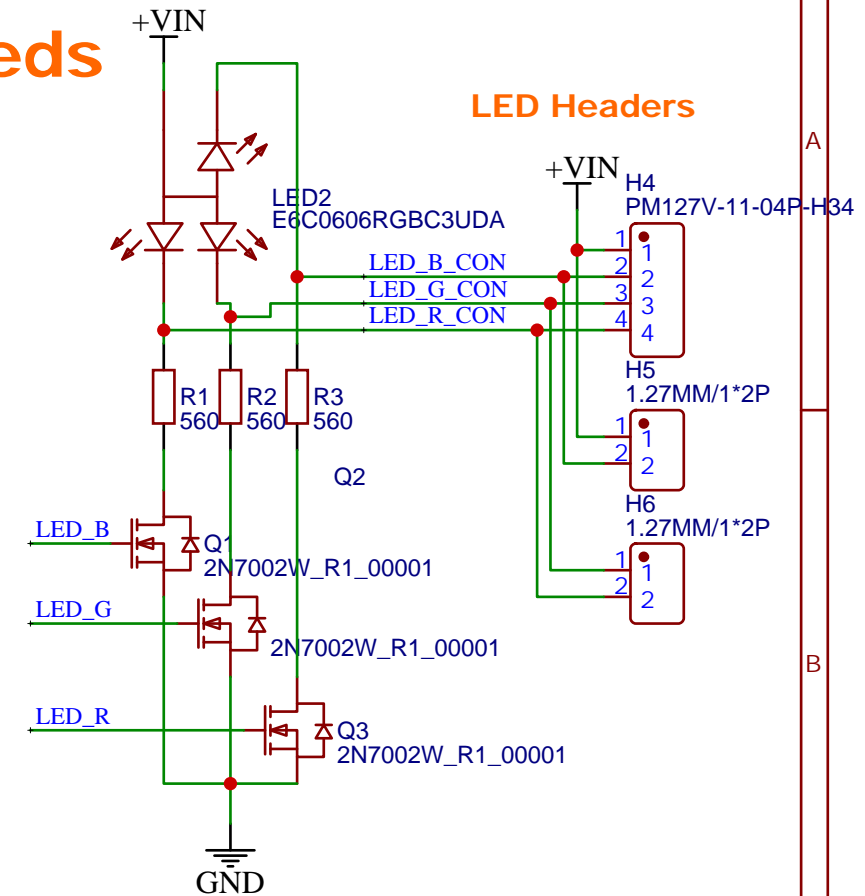 +VIN
eds
LED Headers
A
+VIN
H4
PM127V-11-04P-H34
LED2
E6C0606RGBC3UDA
1
1
LED_B_CON
2
2
LED_G_CON
3
3
LED_R_CON
4
4
H5
1.27MM/1*2P
R1
560
R2
560
R3
560
1
1
2
2
Q2
H6
1.27MM/1*2P
LED_B
Q1
2N7002W_R1_00001
1
1
2
2
LED_G
2N7002W_R1_00001
B
LED_R
Q3
2N7002W_R1_00001
GND